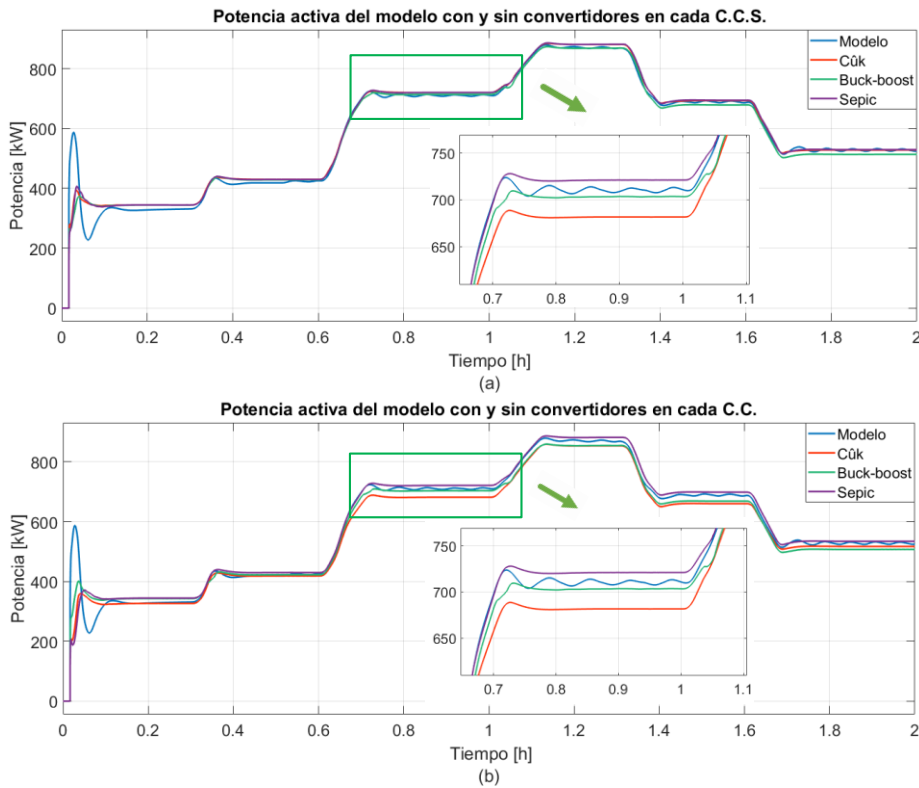 Potencia activa del modelo con y sin convertidores en cada C.C.S.
Potencia [kW]
800
600
400
200
0
Modelo
Cûk
Buck-boost
Sepic
750
700
650
0.7 0.8 0.9 1 1.1
0 0.2 0.4 0.6 0.8 1 1.2 1.4 1.6 1.8 2
Tiempo [h]
(a)
Potencia activa del modelo con y sin convertidores en cada C.C.
Potencia [kW]
800
600
400
200
0
Modelo
Cûk
Buck-boost
Sepic
750
700
650
0.7 0.8 0.9 1 1.1
0 0.2 0.4 0.6 0.8 1 1.2 1.4 1.6 1.8 2
Tiempo [h]
(b)